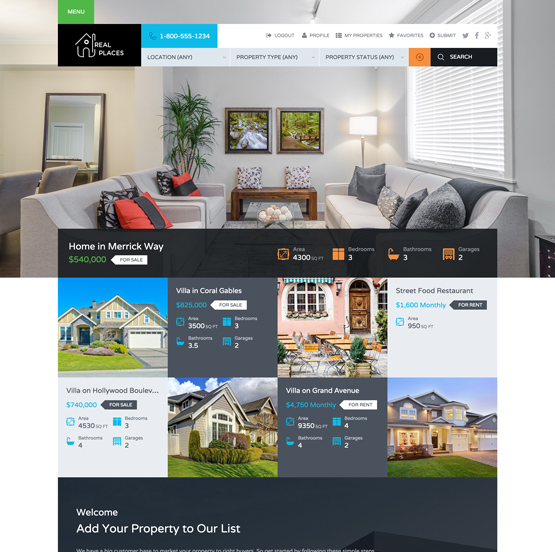 MENU
REAL
PLACES
1-800-555-1234
LOGOUT PROFILE MY PROPERTIES FAVORITES SUBMIT
LOCATION (ANY) PROPERTY TYPE (ANY) PROPERTY STATUS (ANY) SEARCH
Home in Merrick Way
$540,000 FOR SALE
Area
4300 SQ FT
Bedrooms
3
Bathrooms
3
Garages
2
Villa in Coral Gables
$825,000 FOR SALE
Area
3500 SQ FT
Bedrooms
3
Bathrooms
3.5
Garages
2
Street Food Restaurant
$1,600 Monthly FOR RENT
Area
950 SQ FT
Villa on Hollywood Boulev...
$740,000 FOR SALE
Area
4530 SQ FT
Bedrooms
3
Bathrooms
4
Garages
2
Villa on Grand Avenue
$4,750 Monthly FOR RENT
Area
9350 SQ FT
Bedrooms
4
Bathrooms
4
Garages
2
Welcome
Add Your Property to Our List
We have a big customer base to market your property to right buyers. So get started by following these simple steps